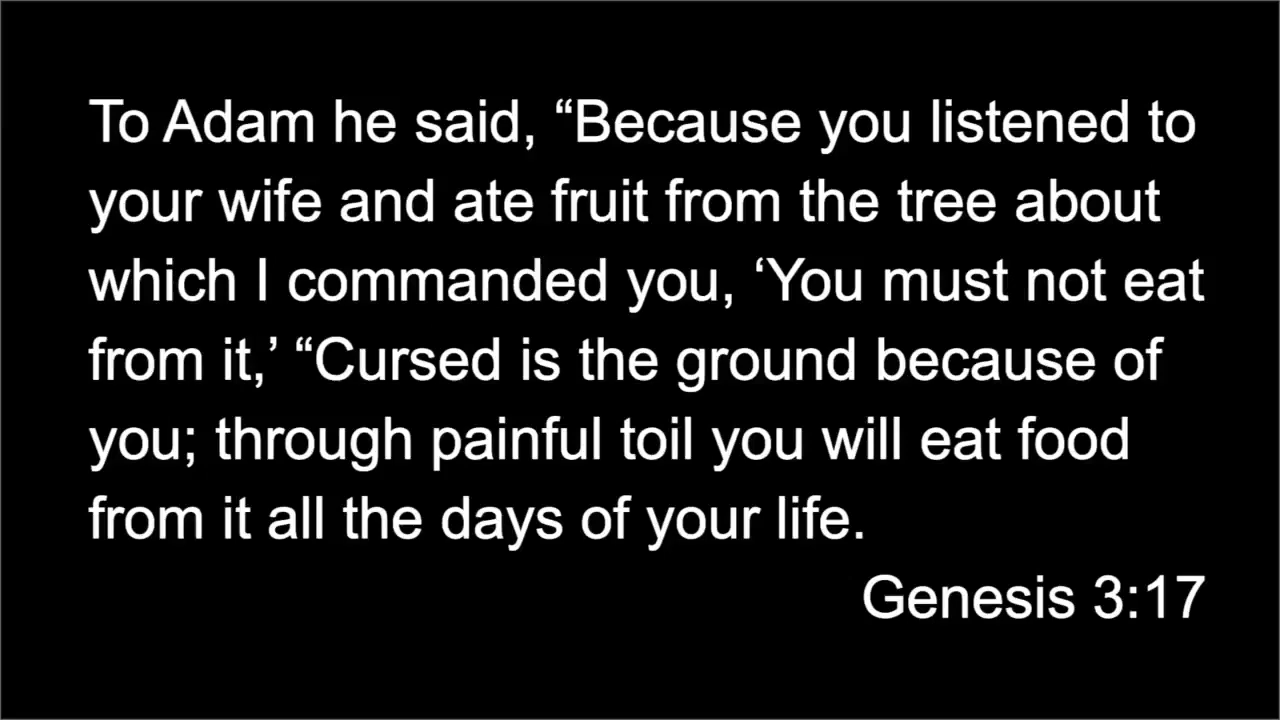 To Adam he said, “Because you listened to
your wife and ate fruit from the tree about
which I commanded you, ‘You must not eat
from it,’ “Cursed is the ground because of
you; through painful toil you will eat food
from it all the days of your life.
Genesis 3:17